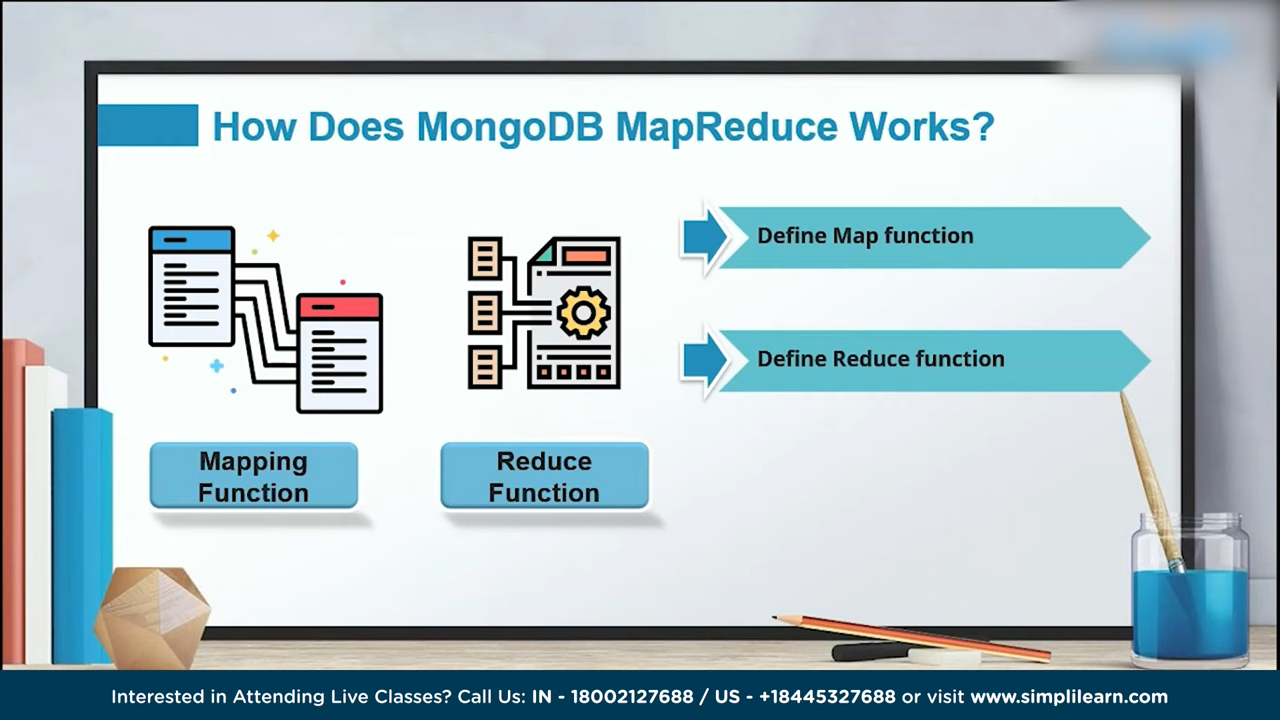 How Does MongoDB MapReduce Works?
Define Map function
Define Reduce function
Mapping
Function
Reduce
Function
Interested in Attending Live Classes? Call Us: IN - 18002127688 / US - +18445327688 or visit www.simplilearn.com